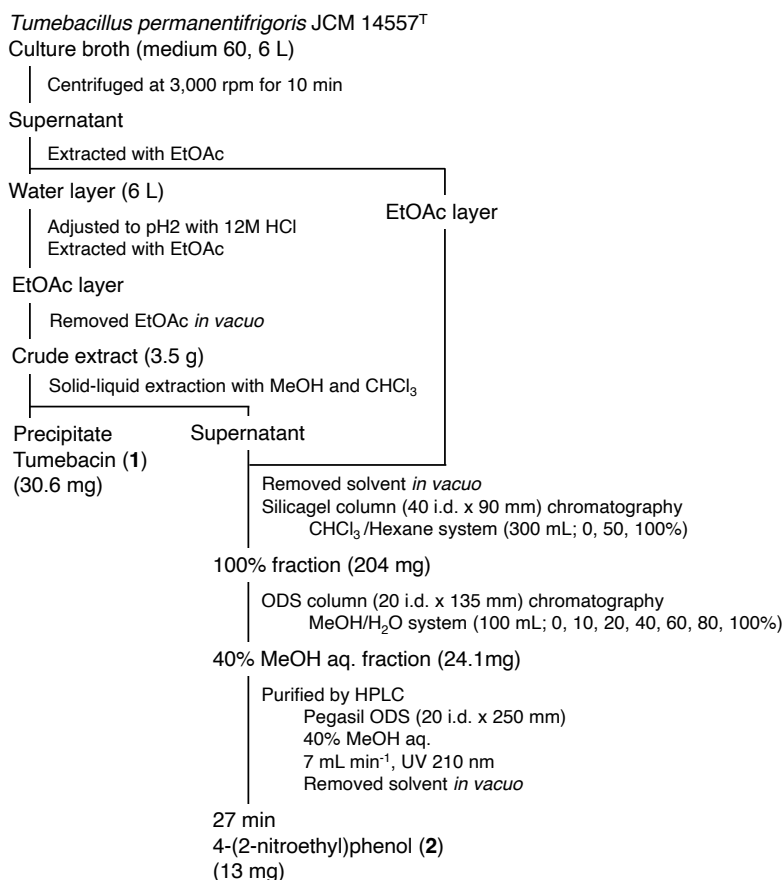 Tumebacillus permanentifrigoris JCM 14557ᵀ
Culture broth (medium 60, 6 L)
Centrifuged at 3,000 rpm for 10 min
Supernatant
Extracted with EtOAc
Water layer (6 L)
EtOAc layer
Adjusted to pH2 with 12M HCl
Extracted with EtOAc
EtOAc layer
Removed EtOAc in vacuo
Crude extract (3.5 g)
Solid-liquid extraction with MeOH and CHCl₃
Precipitate
Tumebacin (1)
(30.6 mg)
Supernatant
Removed solvent in vacuo
Silicagel column (40 i.d. x 90 mm) chromatography
CHCl₃/Hexane system (300 mL; 0, 50, 100%)
100% fraction (204 mg)
ODS column (20 i.d. x 135 mm) chromatography
MeOH/H₂O system (100 mL; 0, 10, 20, 40, 60, 80, 100%)
40% MeOH aq. fraction (24.1mg)
Purified by HPLC
Pegasil ODS (20 i.d. x 250 mm)
40% MeOH aq.
7 mL min⁻¹, UV 210 nm
Removed solvent in vacuo
27 min
4-(2-nitroethyl)phenol (2)
(13 mg)